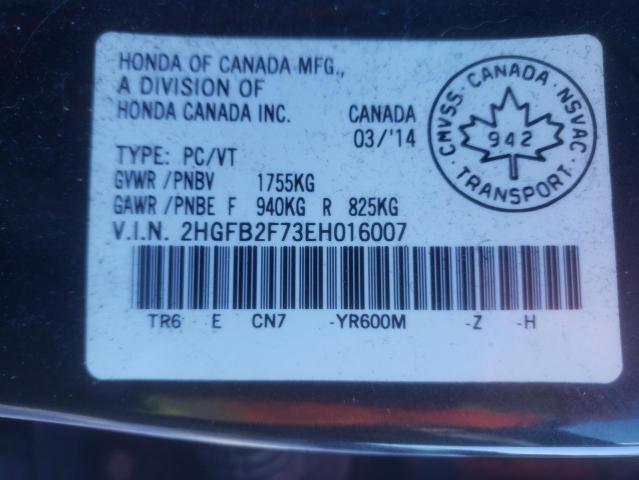 HONDA OF CANADA MFG.,
A DIVISION OF
HONDA CANADA INC. CANADA
03/'14
TYPE: PC/VT
GVWR/PNBV 1755KG
GAWR/PNBE F 940KG R 825KG
V.I.N. 2HGFB2F73EH016007
TR6 E CN7 -YR600M -Z -H
CMVSS · CANADA · NSVAC
942
TRANSPORT